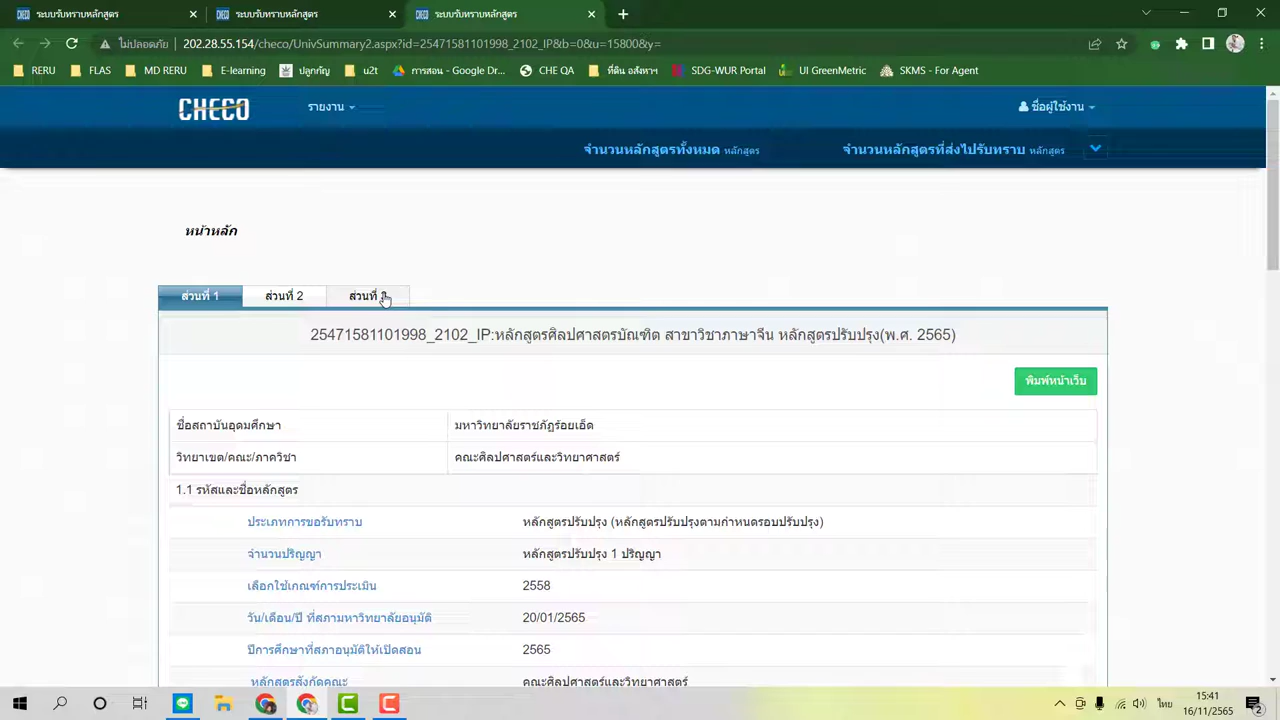 ระบบรับทราบหลักสูตร ระบบรับทราบหลักสูตร ระบบรับทราบหลักสูตร
ไม่ปลอดภัย 202.28.55.154/checo/UnivSummary2.aspx?id=25471581101998_2102_IP&b=0&u=15800&y=
RERU FLAS MD RERU E-learning ปลูกกัญ u2t การสอน - Google Dr... CHE QA ที่ดิน อสังหาฯ SDG-WUR Portal UI GreenMetric SKMS - For Agent
CHECO รายงาน ชื่อผู้ใช้งาน
จำนวนหลักสูตรทั้งหมด หลักสูตร จำนวนหลักสูตรที่ส่งไปรับทราบ หลักสูตร
หน้าหลัก
ส่วนที่ 1 ส่วนที่ 2 ส่วนที่
25471581101998_2102_IP:หลักสูตรศิลปศาสตรบัณฑิต สาขาวิชาภาษาจีน หลักสูตรปรับปรุง(พ.ศ. 2565)
พิมพ์หน้าเว็บ
ชื่อสถาบันอุดมศึกษา มหาวิทยาลัยราชภัฏร้อยเอ็ด
วิทยาเขต/คณะ/ภาควิชา คณะศิลปศาสตร์และวิทยาศาสตร์
1.1 รหัสและชื่อหลักสูตร
ประเภทการขอรับทราบ หลักสูตรปรับปรุง (หลักสูตรปรับปรุงตามกำหนดรอบปรับปรุง)
จำนวนปริญญา หลักสูตรปรับปรุง 1 ปริญญา
เลือกใช้เกณฑ์การประเมิน 2558
วัน/เดือน/ปี ที่สภามหาวิทยาลัยอนุมัติ 20/01/2565
ปีการศึกษาที่สภาอนุมัติให้เปิดสอน 2565
หลักสูตรสังกัดคณะ คณะศิลปศาสตร์และวิทยาศาสตร์
ไทย 15:41
16/11/2565 2